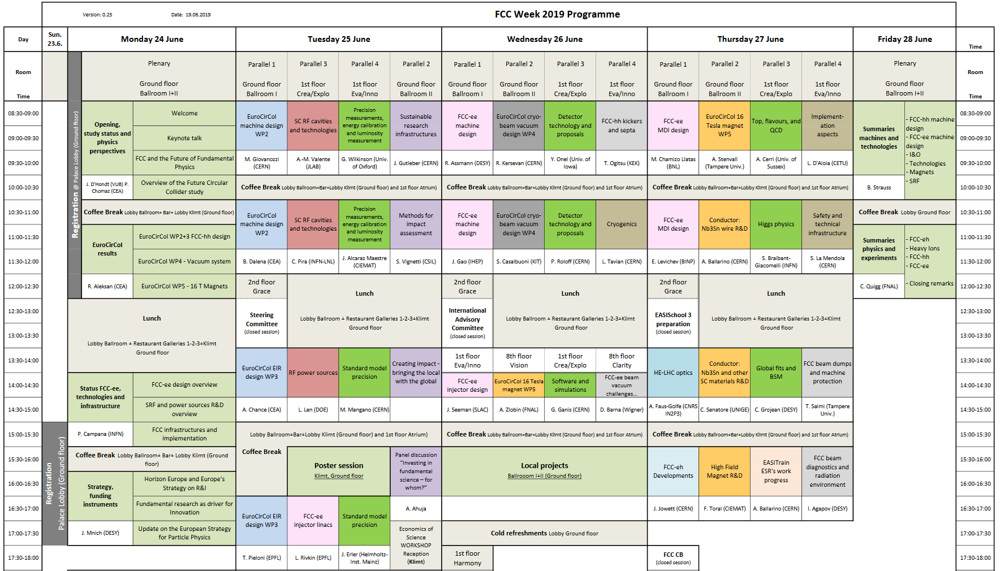 Version: 0.25
Date: 19.06.2019
FCC Week 2019 Programme
Day
Sun.
23.6.
Monday 24 June
Tuesday 25 June
Wednesday 26 June
Thursday 27 June
Friday 28 June
Time
Room
Time
Plenary
Ground floor
Ballroom I+II
Parallel 1
Ground floor
Ballroom I
Parallel 3
1st floor
Crea/Explo
Parallel 4
1st floor
Eva/Inno
Parallel 2
Ground floor
Ballroom II
Parallel 1
Ground floor
Ballroom I
Parallel 2
Ground floor
Ballroom II
Parallel 3
1st floor
Crea/Explo
Parallel 4
1st floor
Eva/Inno
Parallel 1
Ground floor
Ballroom I
Parallel 2
Ground floor
Ballroom II
Parallel 3
1st floor
Crea/Explo
Parallel 4
1st floor
Eva/Inno
Plenary
Ground floor
Ballroom I+II
Room
Time
Registration @ Palace Lobby (Ground floor)
08:30-09:00
09:00-09:30
09:30-10:00
Opening,
study status and
physics
perspectives
Welcome
Keynote talk
FCC and the Future of Fundamental
Physics
EuroCirCol
machine design
WP2
SC RF cavities
and technologies
Precision
measurements,
energy calibration
and luminosity
measurement
Sustainable
research
infrastructures
FCC-ee
machine
design
EuroCirCol cryo-
beam vacuum
design WP4
Detector
technology and
proposals
FCC-hh kickers
and septa
FCC-ee
MDI design
EuroCirCol 16
Tesla magnet
WP5
Top, flavours, and
QCD
Implement-
ation
aspects
Summaries
machines and
technologies
- FCC-hh machine
design
- FCC-ee machine
design
- I&O
- Technologies
- Magnets
- SRF
08:30-09:00
09:00-09:30
09:30-10:00
M. Giovanozzi
(CERN)
A.-M. Valente
(JLAB)
G. Wilkinson (Univ.
of Oxford)
J. Gutleber (CERN)
R. Assmann (DESY)
R. Kersevan (CERN)
Y. Onel (Univ. of
Iowa)
T. Ogitsu (KEK)
M. Chamizo Llatas
(BNL)
A. Stenvall
(Tampere Univ.)
A. Cerri (Univ. of
Sussex)
L. D'Aloia (CETU)
10:00-10:30
J. D'Hondt (VUB) P.
Chomaz (CEA)
Overview of the Future Circular
Collider study
Coffee Break Lobby Ballroom+Bar+Lobby Klimt (Ground floor) and 1st floor Atrium)
Coffee Break Lobby Ballroom+Bar+Lobby Klimt (Ground floor) and 1st floor Atrium)
Coffee Break Lobby Ballroom+Bar+Lobby Klimt (Ground floor) and 1st floor Atrium)
B. Strauss
10:00-10:30
10:30-11:00
Coffee Break Lobby Ballroom+ Bar+ Lobby Klimt (Ground floor)
EuroCirCol
machine design
WP2
SC RF cavities
and technologies
Precision
measurements,
energy calibration
and luminosity
measurement
Methods for
impact
assessment
FCC-ee
machine
design
EuroCirCol cryo-
beam vacuum
design WP4
Detector
technology and
proposals
Cryogenics
FCC-ee
MDI design
Conductor:
Nb3Sn wire R&D
Higgs physics
Safety and
technical
infrastructure
Coffee Break Lobby Ground floor
10:30-11:00
11:00-11:30
EuroCirCol
results
EuroCirCol WP2+3 FCC-hh design
Summaries
physics and
experiments
- FCC-eh
- Heavy Ions
- FCC-hh
- FCC-ee
- Closing remarks
11:00-11:30
11:30-12:00
EuroCirCol WP4 - Vacuum system
B. Dalena (CEA)
C. Pira (INFN-LNL)
J. Alcaraz Maestre
(CIEMAT)
S. Vignetti (CSIL)
J. Gao (IHEP)
S. Casalbuoni (KIT)
P. Roloff (CERN)
L. Tavian (CERN)
E. Levichev (BINP)
A. Ballarino (CERN)
S. Braibant-
Giacomelli (INFN)
S. La Mendola
(CERN)
11:30-12:00
12:00-12:30
R. Aleksan (CEA)
EuroCirCol WP5 - 16 T Magnets
2nd floor
Grace
Lunch
Lobby Ballroom + Restaurant Galleries 1-2-3+Klimt
Ground floor
2nd floor
Grace
Lunch
Lobby Ballroom + Restaurant Galleries 1-2-3+Klimt
Ground floor
2nd floor
Grace
Lunch
Lobby Ballroom + Restaurant Galleries 1-2-3+Klimt
Ground floor
C. Quigg (FNAL)
12:00-12:30
12:30-13:00
13:00-13:30
Lunch
Lobby Ballroom + Restaurant Galleries 1-2-3+Klimt
Ground floor
Steering
Committee
(closed session)
International
Advisory
Committee
(closed session)
EASISchool 3
preparation
(closed session)
12:30-13:00
13:00-13:30
13:30-14:00
EuroCirCol EIR
design WP3
RF power sources
Standard model
precision
Creating impact -
bringing the local
with the global
1st floor
Eva/Inno
8th floor
Vision
1st floor
Crea/Explo
8th floor
Clarity
HE-LHC optics
Conductor:
Nb3Sn and other
SC materials R&D
Global fits and
BSM
FCC beam dumps
and machine
protection
13:30-14:00
14:00-14:30
Status FCC-ee,
technologies and
infrastructure
FCC-ee design overview
FCC-ee
injector design
EuroCirCol 16 Tesla
magnet WP5
Software and
simulations
FCC-ee beam
vacuum
challenges...
14:00-14:30
14:30-15:00
SRF and power sources R&D
overview
A. Chance (CEA)
L. Len (DOE)
M. Mangano (CERN)
J. Seeman (SLAC)
A. Zlobin (FNAL)
G. Ganis (CERN)
D. Barna (Wigner)
A. Faus-Golfe (CNRS
IN2P3)
C. Senatore (UNIGE)
C. Grojean (DESY)
T. Salmi (Tampere
Univ.)
14:30-15:00
Registration
Palace Lobby (Ground floor)
15:00-15:30
P. Campana (INFN)
FCC infrastructures and
implementation
Lobby Ballroom+Bar+Lobby Klimt (Ground floor) and 1st floor Atrium)
Coffee Break
Coffee Break Lobby Ballroom+Bar+Lobby Klimt (Ground floor) and 1st floor Atrium)
Coffee Break Lobby Ballroom+Bar+Lobby Klimt (Ground floor) and 1st floor Atrium)
15:00-15:30
15:30-16:00
Coffee Break Lobby Ballroom+ Bar+ Lobby Klimt (Ground
floor)
Poster session
Klimt, Ground floor
Panel discussion
"Investing in
fundamental
science – for
whom?"
Local projects
Ballrooom I+II (Ground floor)
FCC-eh
Developments
High Field
Magnet R&D
EASITrain
ESR's work
progress
FCC beam
diagnostics and
radiation
environment
15:30-16:00
16:00-16:30
Strategy,
funding
instruments
Horizon Europe and Europe's
Strategy on R&I
16:00-16:30
16:30-17:00
Fundamental research as driver for
Innovation
EuroCirCol EIR
design WP3
FCC-ee
injector linacs
Standard model
precision
A. Ahuja
J. Jowett (CERN)
F. Toral (CIEMAT)
A. Ballarino (CERN)
I. Agapov (DESY)
16:30-17:00
17:00-17:30
J. Mnich (DESY)
Update on the European Strategy
for Particle Physics
Economics of
Science
WORKSHOP
Reception
(Klimt)
Cold refreshments Lobby Ground floor
17:00-17:30
17:30-18:00
T. Pieloni (EPFL)
L. Rivkin (EPFL)
J. Erler (Helmholtz-
Inst. Mainz)
1st floor
Harmony
FCC CB
(closed session)
17:30-18:00